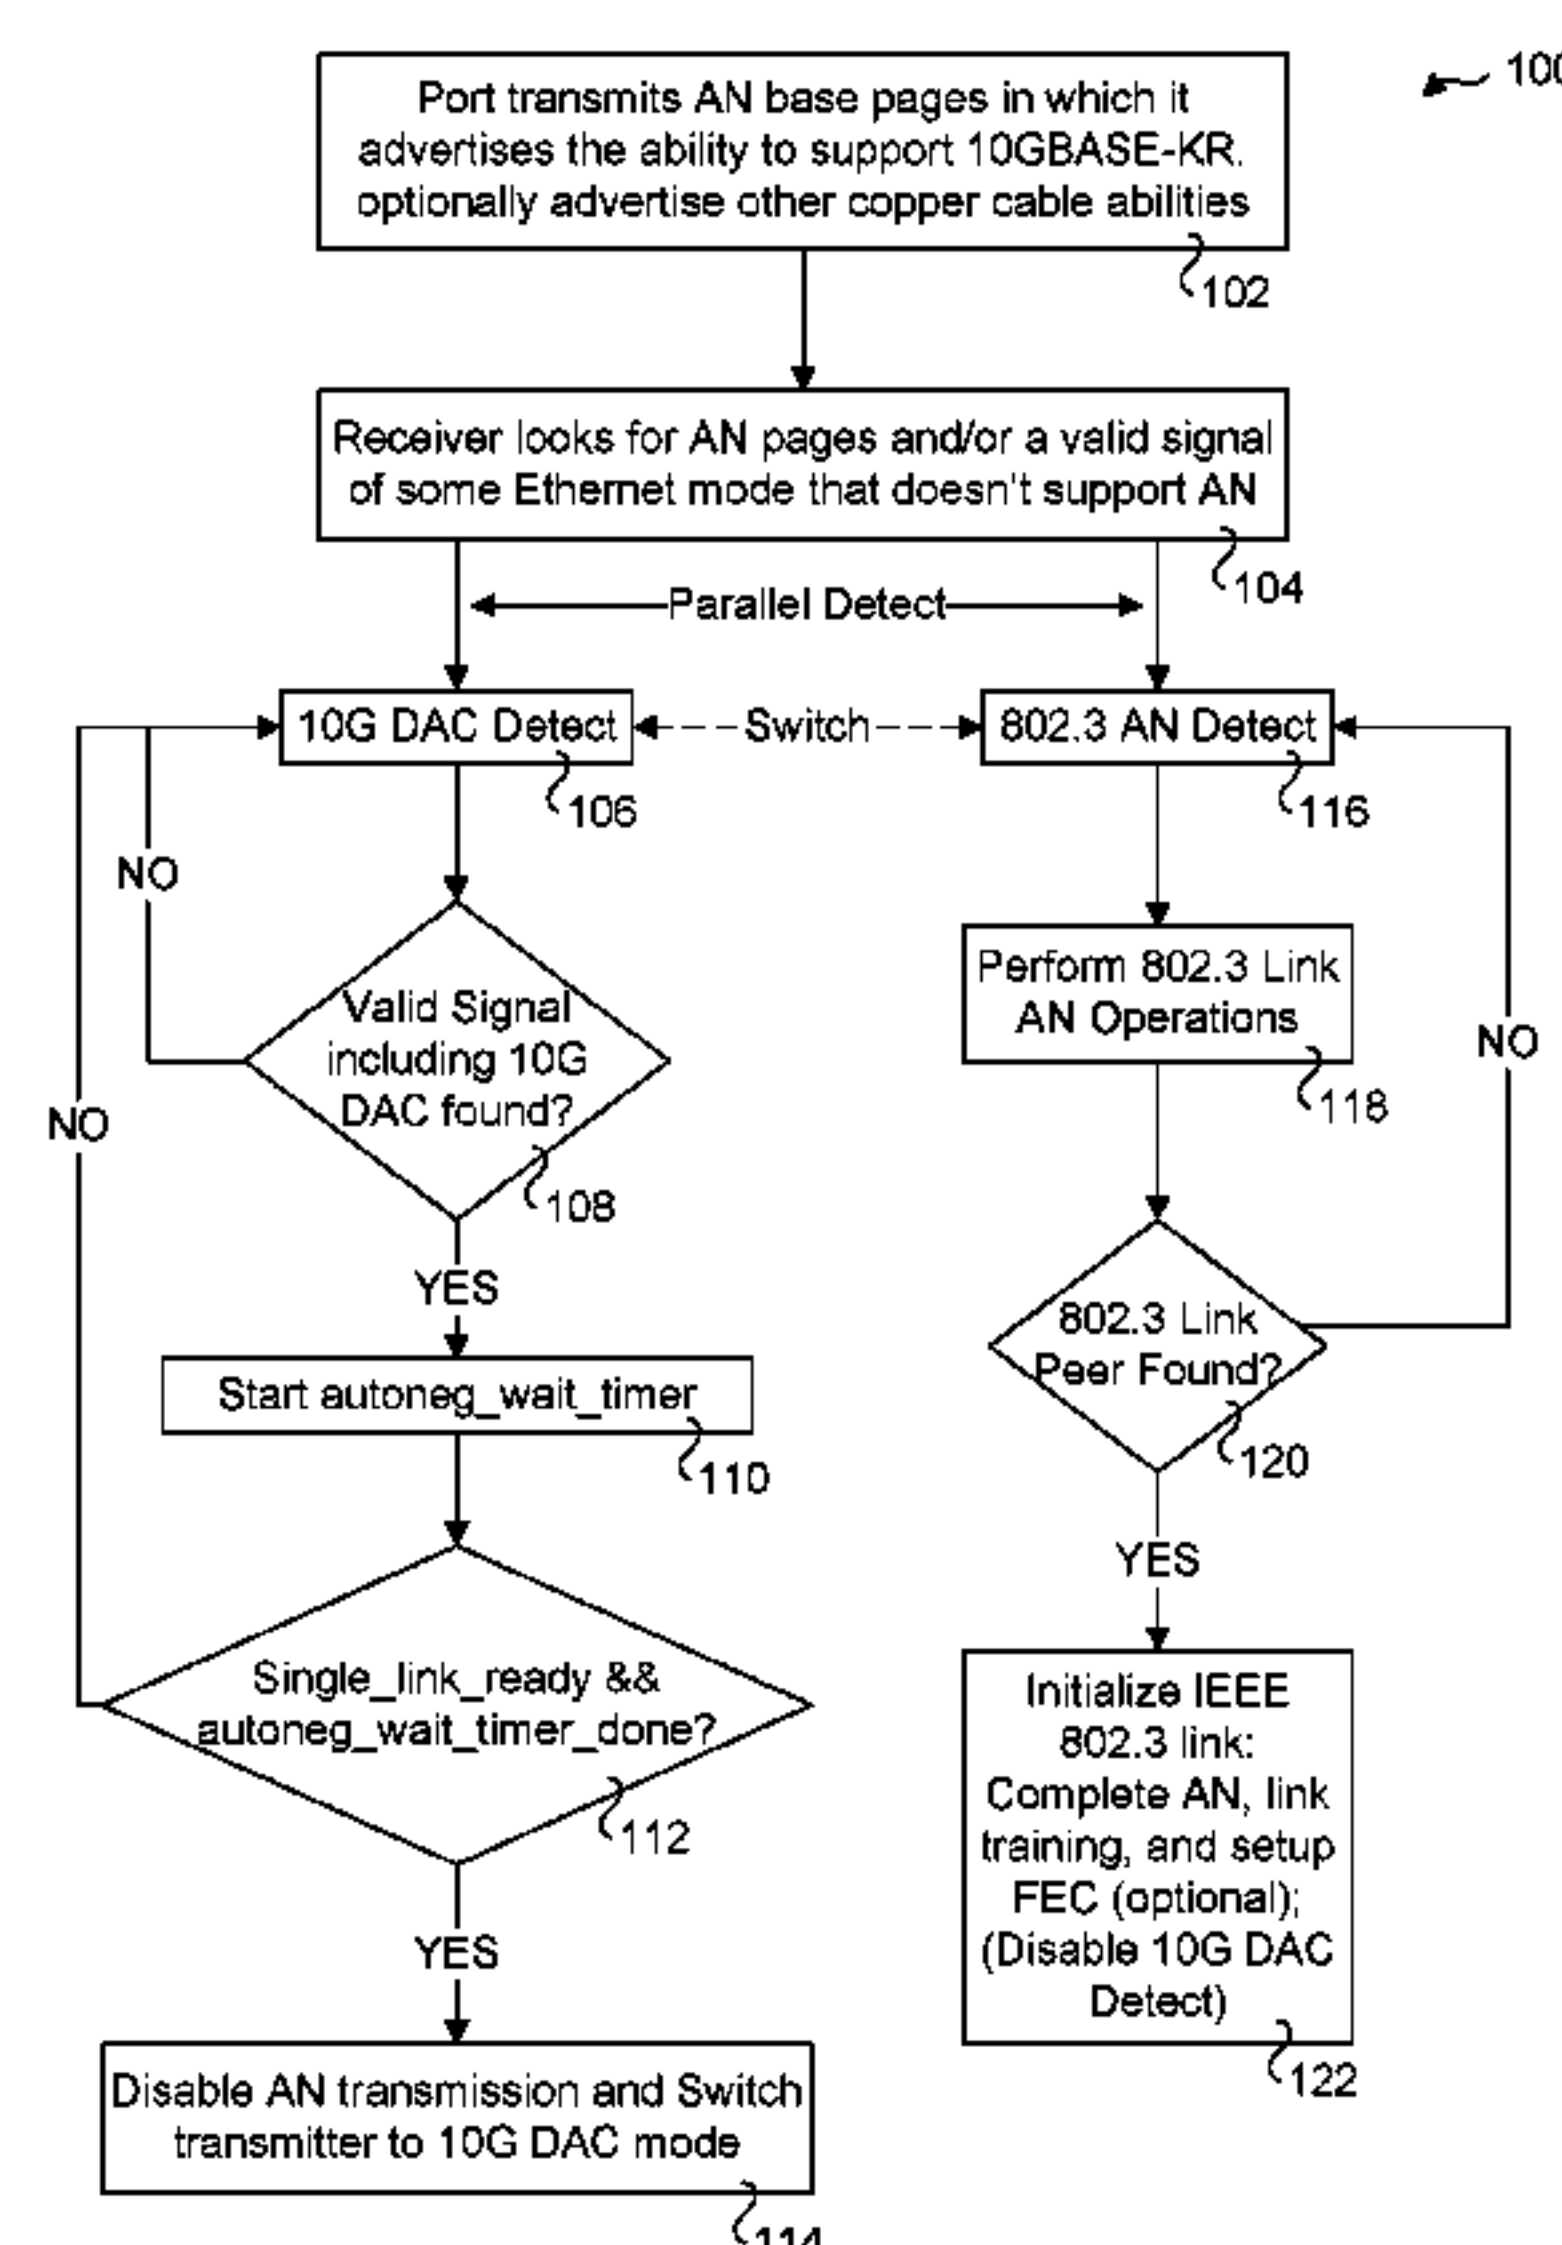 100
Port transmits AN base pages in which it
advertises the ability to support 10GBASE-KR.
optionally advertise other copper cable abilities
102
Receiver looks for AN pages and/or a valid signal
of some Ethernet mode that doesn't support AN
104
Parallel Detect
10G DAC Detect
Switch
802.3 AN Detect
106
116
NO
Valid Signal
including 10G
DAC found?
108
Perform 802.3 Link
AN Operations
118
NO
NO
YES
802.3 Link
Peer Found?
120
Start autoneg_wait_timer
110
YES
Single_link_ready &&
autoneg_wait_timer_done?
112
Initialize IEEE
802.3 link:
Complete AN, link
training, and setup
FEC (optional);
(Disable 10G DAC
Detect)
122
YES
Disable AN transmission and Switch
transmitter to 10G DAC mode
114